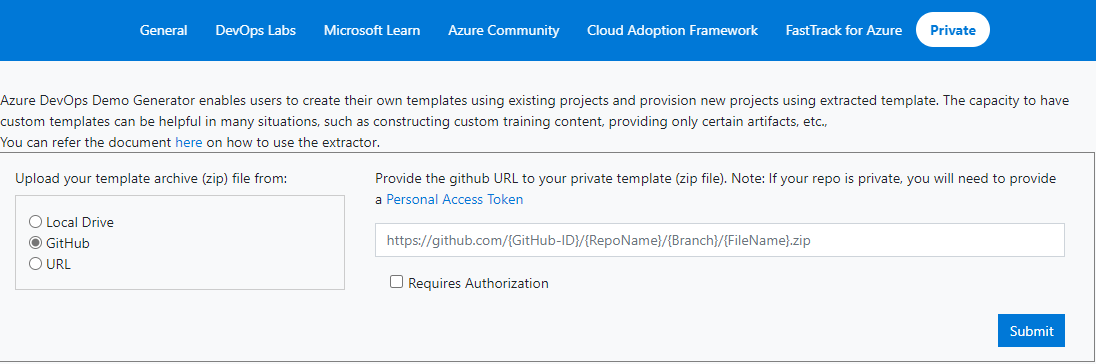 General DevOps Labs Microsoft Learn Azure Community Cloud Adoption Framework FastTrack for Azure Private
Azure DevOps Demo Generator enables users to create their own templates using existing projects and provision new projects using extracted template. The capacity to have
custom templates can be helpful in many situations, such as constructing custom training content, providing only certain artifacts, etc.,
You can refer the document here on how to use the extractor.
Upload your template archive (zip) file from:
Local Drive
GitHub
URL
Provide the github URL to your private template (zip file). Note: If your repo is private, you will need to provide
a Personal Access Token
https://github.com/{GitHub-ID}/{RepoName}/{Branch}/{FileName}.zip
Requires Authorization
Submit